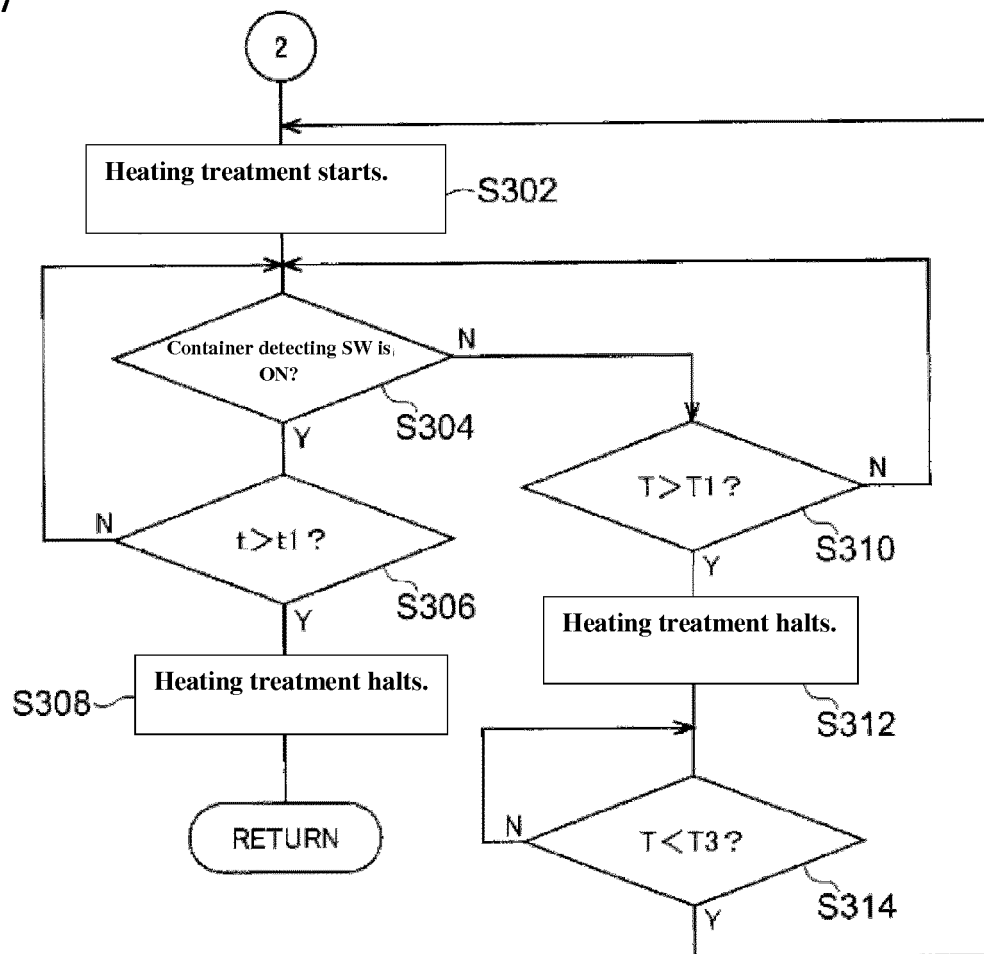 2
Heating treatment starts.
S302
Container detecting SW is
ON?
N
S304
Y
T>T1?
N
S310
Y
t>t1?
N
S306
Y
Heating treatment halts.
S312
Heating treatment halts.
S308
T<T3?
N
S314
Y
RETURN